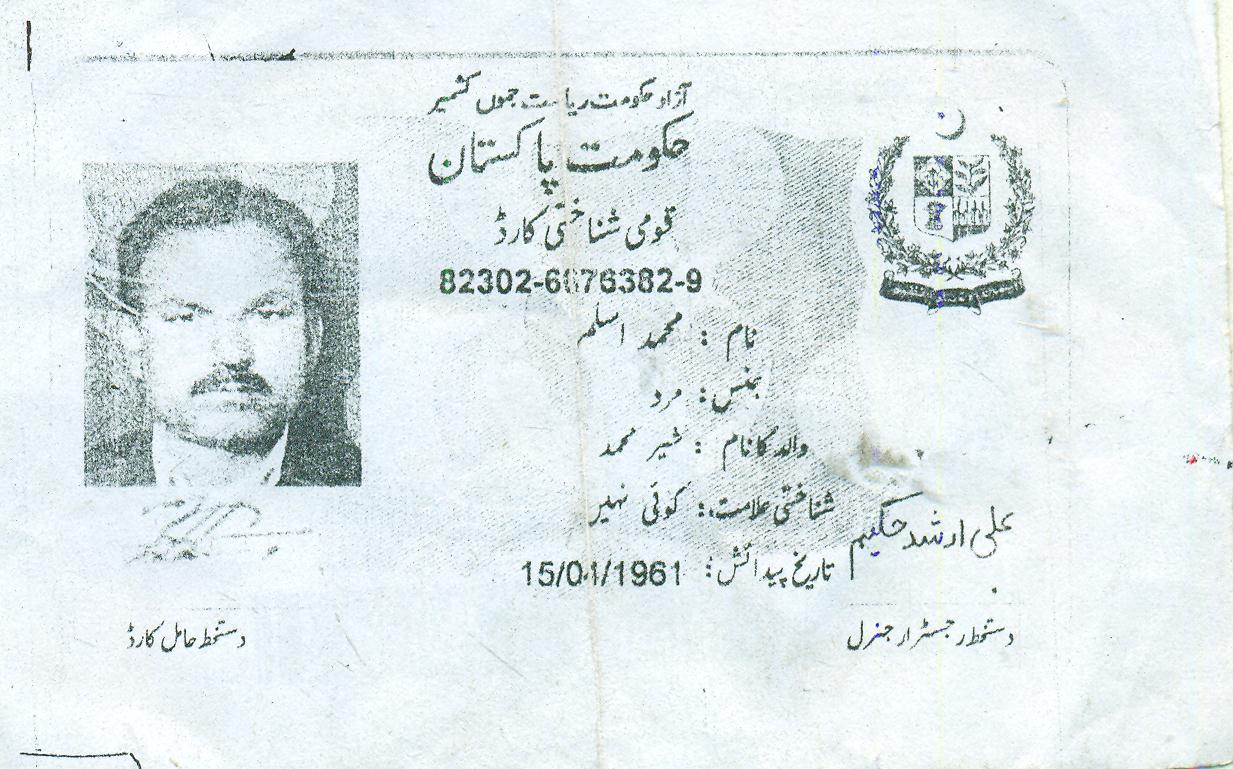 آزاد حکومت ریاست جموں کشمیر
حکومت پاکستان
قومی شناختی کارڈ
82302-6676382-9
نام : محمد اسلم
جنس : مرد
والد کا نام : شیر محمد
شناختی علامت : کوئی نہیں
تاریخ پیدائش : 15/01/1961
علی ارشد حکیم
دستخط رجسٹرار جنرل
دستخط حامل کارڈ